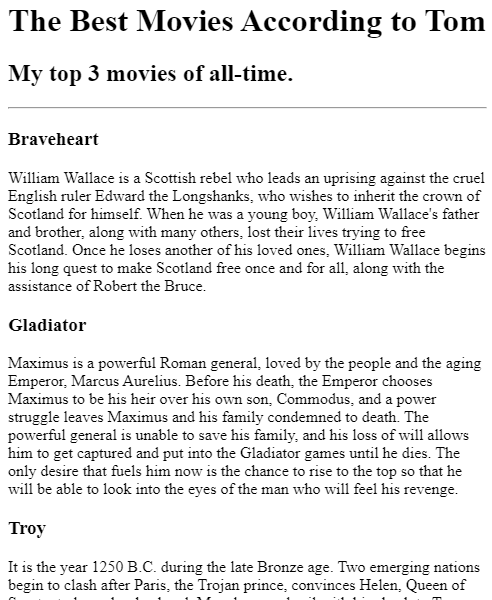 The Best Movies According to Tom
My top 3 movies of all-time.
Braveheart
William Wallace is a Scottish rebel who leads an uprising against the cruel
English ruler Edward the Longshanks, who wishes to inherit the crown of
Scotland for himself. When he was a young boy, William Wallace's father
and brother, along with many others, lost their lives trying to free
Scotland. Once he loses another of his loved ones, William Wallace begins
his long quest to make Scotland free once and for all, along with the
assistance of Robert the Bruce.
Gladiator
Maximus is a powerful Roman general, loved by the people and the aging
Emperor, Marcus Aurelius. Before his death, the Emperor chooses
Maximus to be his heir over his own son, Commodus, and a power
struggle leaves Maximus and his family condemned to death. The
powerful general is unable to save his family, and his loss of will allows
him to get captured and put into the Gladiator games until he dies. The
only desire that fuels him now is the chance to rise to the top so that he
will be able to look into the eyes of the man who will feel his revenge.
Troy
It is the year 1250 B.C. during the late Bronze age. Two emerging nations
begin to clash after Paris, the Trojan prince, convinces Helen, Queen of